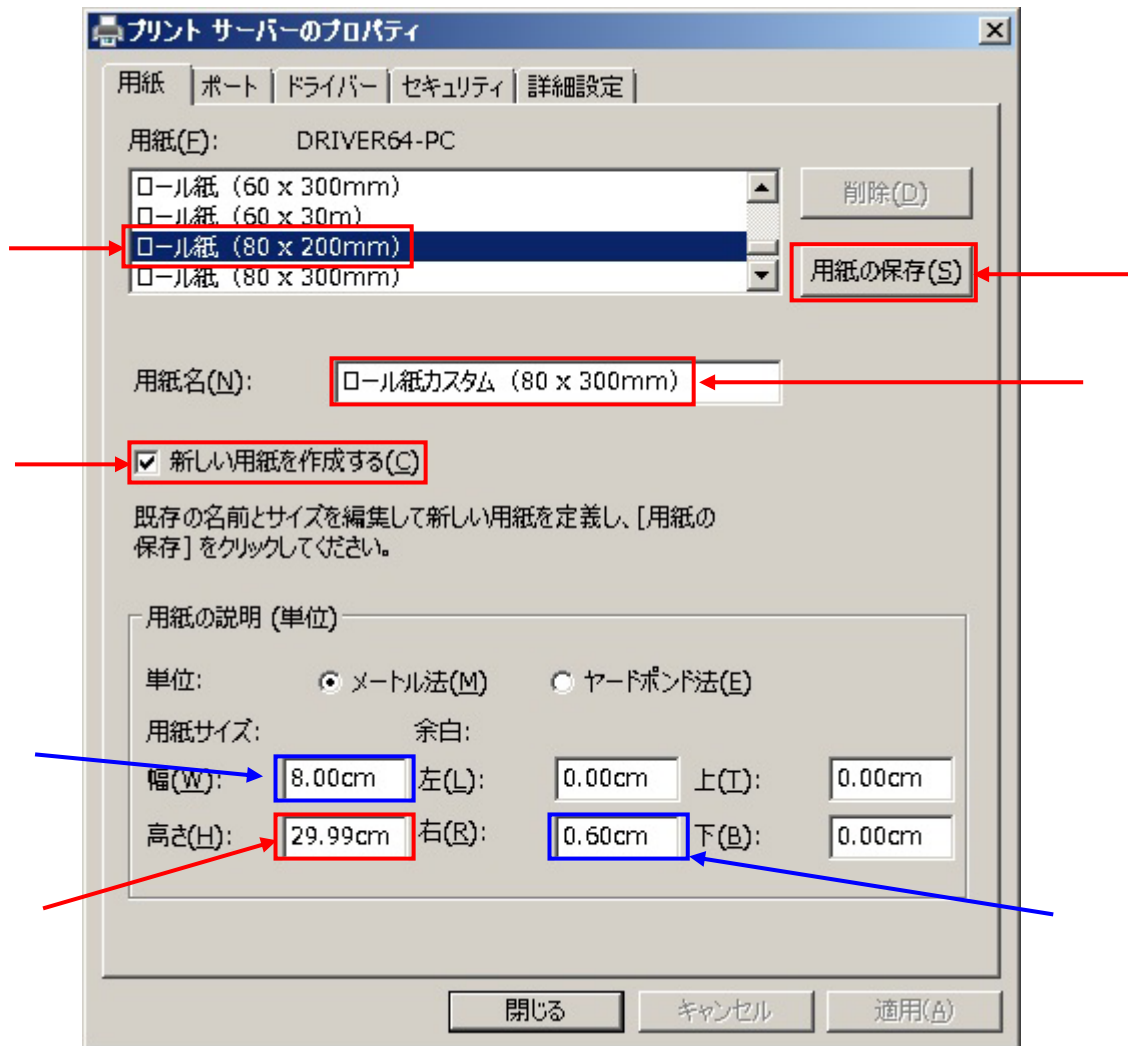 プリント サーバーのプロパティ
用紙 ポート ドライバー セキュリティ 詳細設定
用紙(F): DRIVER64-PC
ロール紙 (60 x 300mm)
ロール紙 (60 x 30m)
ロール紙 (80 x 200mm)
ロール紙 (80 x 300mm)
削除(D)
用紙の保存(S)
用紙名(N): ロール紙カスタム (80 x 300mm)
新しい用紙を作成する(C)
既存の名前とサイズを編集して新しい用紙を定義し、[用紙の
保存] をクリックしてください。
用紙の説明 (単位)
単位: メートル法(M) ヤードポンド法(E)
用紙サイズ: 余白:
幅(W): 8.00cm 左(L): 0.00cm 上(T): 0.00cm
高さ(H): 29.99cm 右(R): 0.60cm 下(B): 0.00cm
閉じる キャンセル 適用(A)